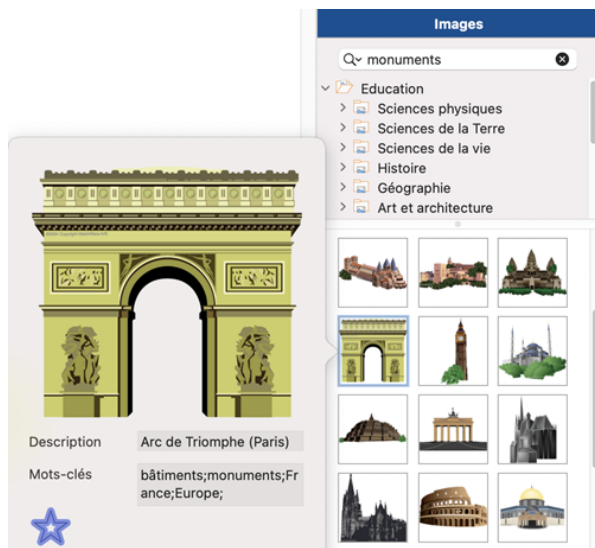 Images
monuments
Education
Sciences physiques
Sciences de la Terre
Sciences de la vie
Histoire
Géographie
Art et architecture
Description
Arc de Triomphe (Paris)
Mots-clés
bâtiments;monuments;Fr
ance;Europe;